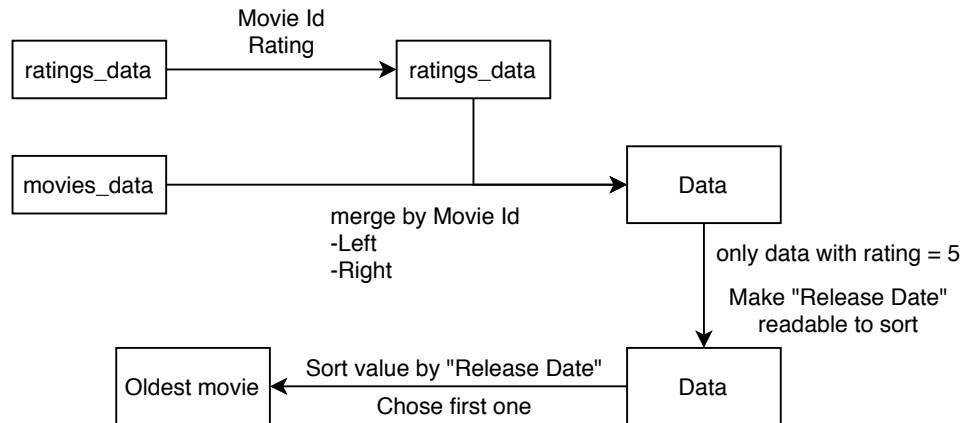 Movie Id
Rating
ratings_data
ratings_data
movies_data
Data
merge by Movie Id
-Left
-Right
only data with rating = 5
Make "Release Date"
readable to sort
Oldest movie
Sort value by "Release Date"
Chose first one
Data